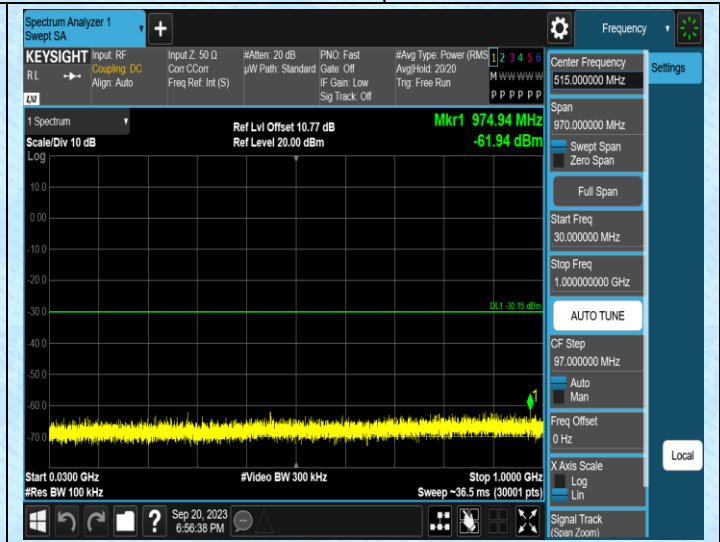 Spectrum Analyzer 1
Swept SA
+
Frequency
KEYSIGHT
RL
LXI
Input: RF
Coupling: DC
Align: Auto
Input Z: 50 Ω
Corr CCorr
Freq Ref: Int (S)
#Atten: 20 dB
µW Path: Standard
PNO: Fast
Gate: Off
IF Gain: Low
Sig Track: Off
#Avg Type: Power (RMS
Avg|Hold: 20/20
Trig: Free Run
1 2 3 4 5 6
M W W W W W
P P P P P P
1 Spectrum
Scale/Div 10 dB
Log
Ref Lvl Offset 10.77 dB
Ref Level 20.00 dBm
Mkr1 974.94 MHz
-61.94 dBm
10.0
0.00
-10.0
-20.0
-30.0
-40.0
-50.0
-60.0
-70.0
DL1 -30.15 dBm
1
Start 0.0300 GHz
#Res BW 100 kHz
#Video BW 300 kHz
Stop 1.0000 GHz
Sweep ~36.5 ms (30001 pts)
Sep 20, 2023
6:56:38 PM
?
Center Frequency
515.000000 MHz
Span
970.000000 MHz
Swept Span
Zero Span
Full Span
Start Freq
30.000000 MHz
Stop Freq
1.000000000 GHz
AUTO TUNE
CF Step
97.000000 MHz
Auto
Man
Freq Offset
0 Hz
X Axis Scale
Log
Lin
Signal Track
(Span Zoom)
Settings
Local